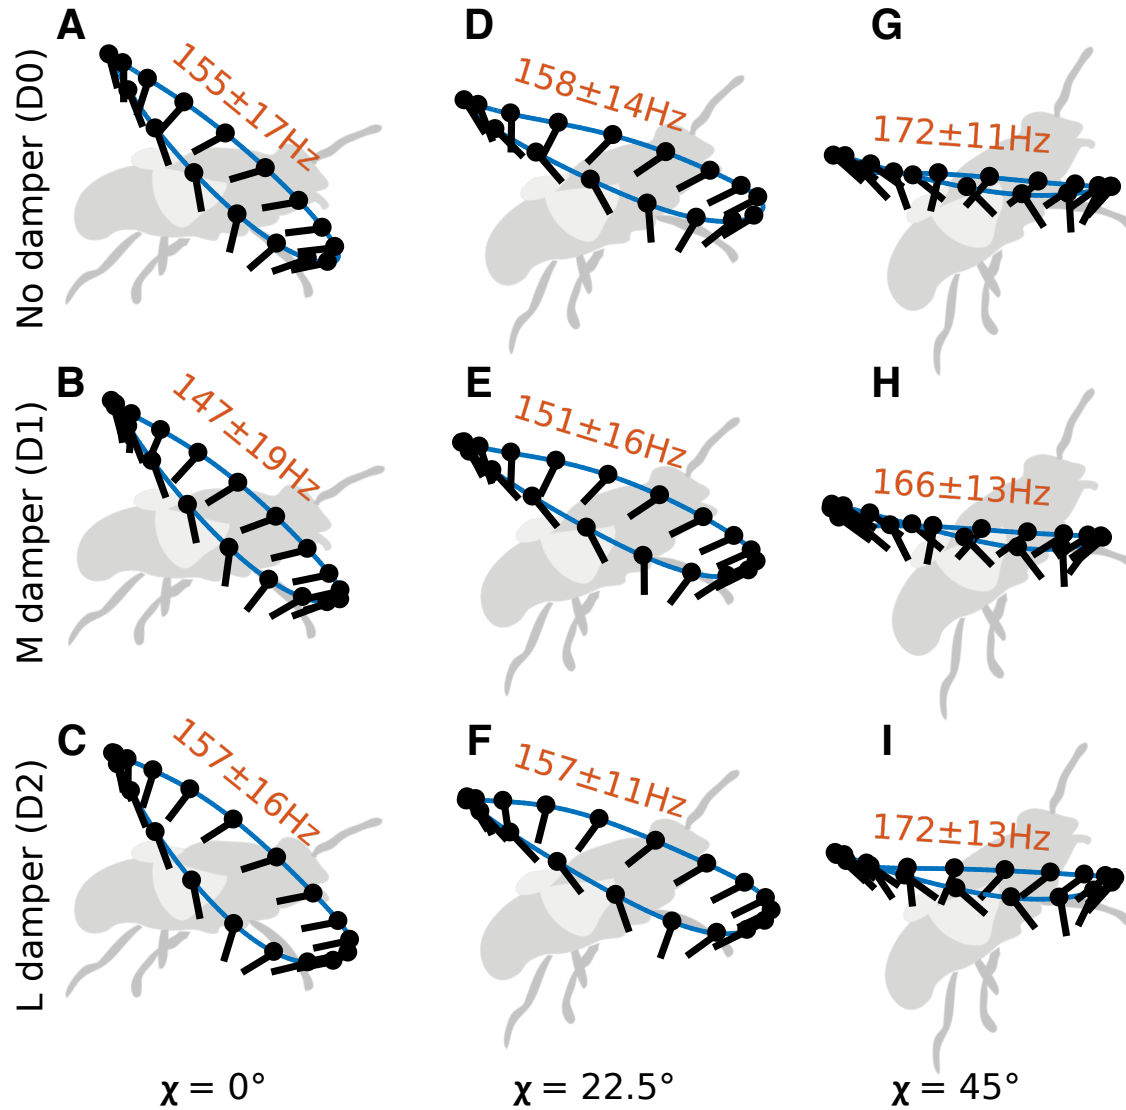 A
D
G
No damper (D0)
155±17Hz
158±14Hz
172±11Hz
B
E
H
M damper (D1)
147±19Hz
151±16Hz
166±13Hz
C
F
I
L damper (D2)
157±16Hz
157±11Hz
172±13Hz
χ = 0°
χ = 22.5°
χ = 45°